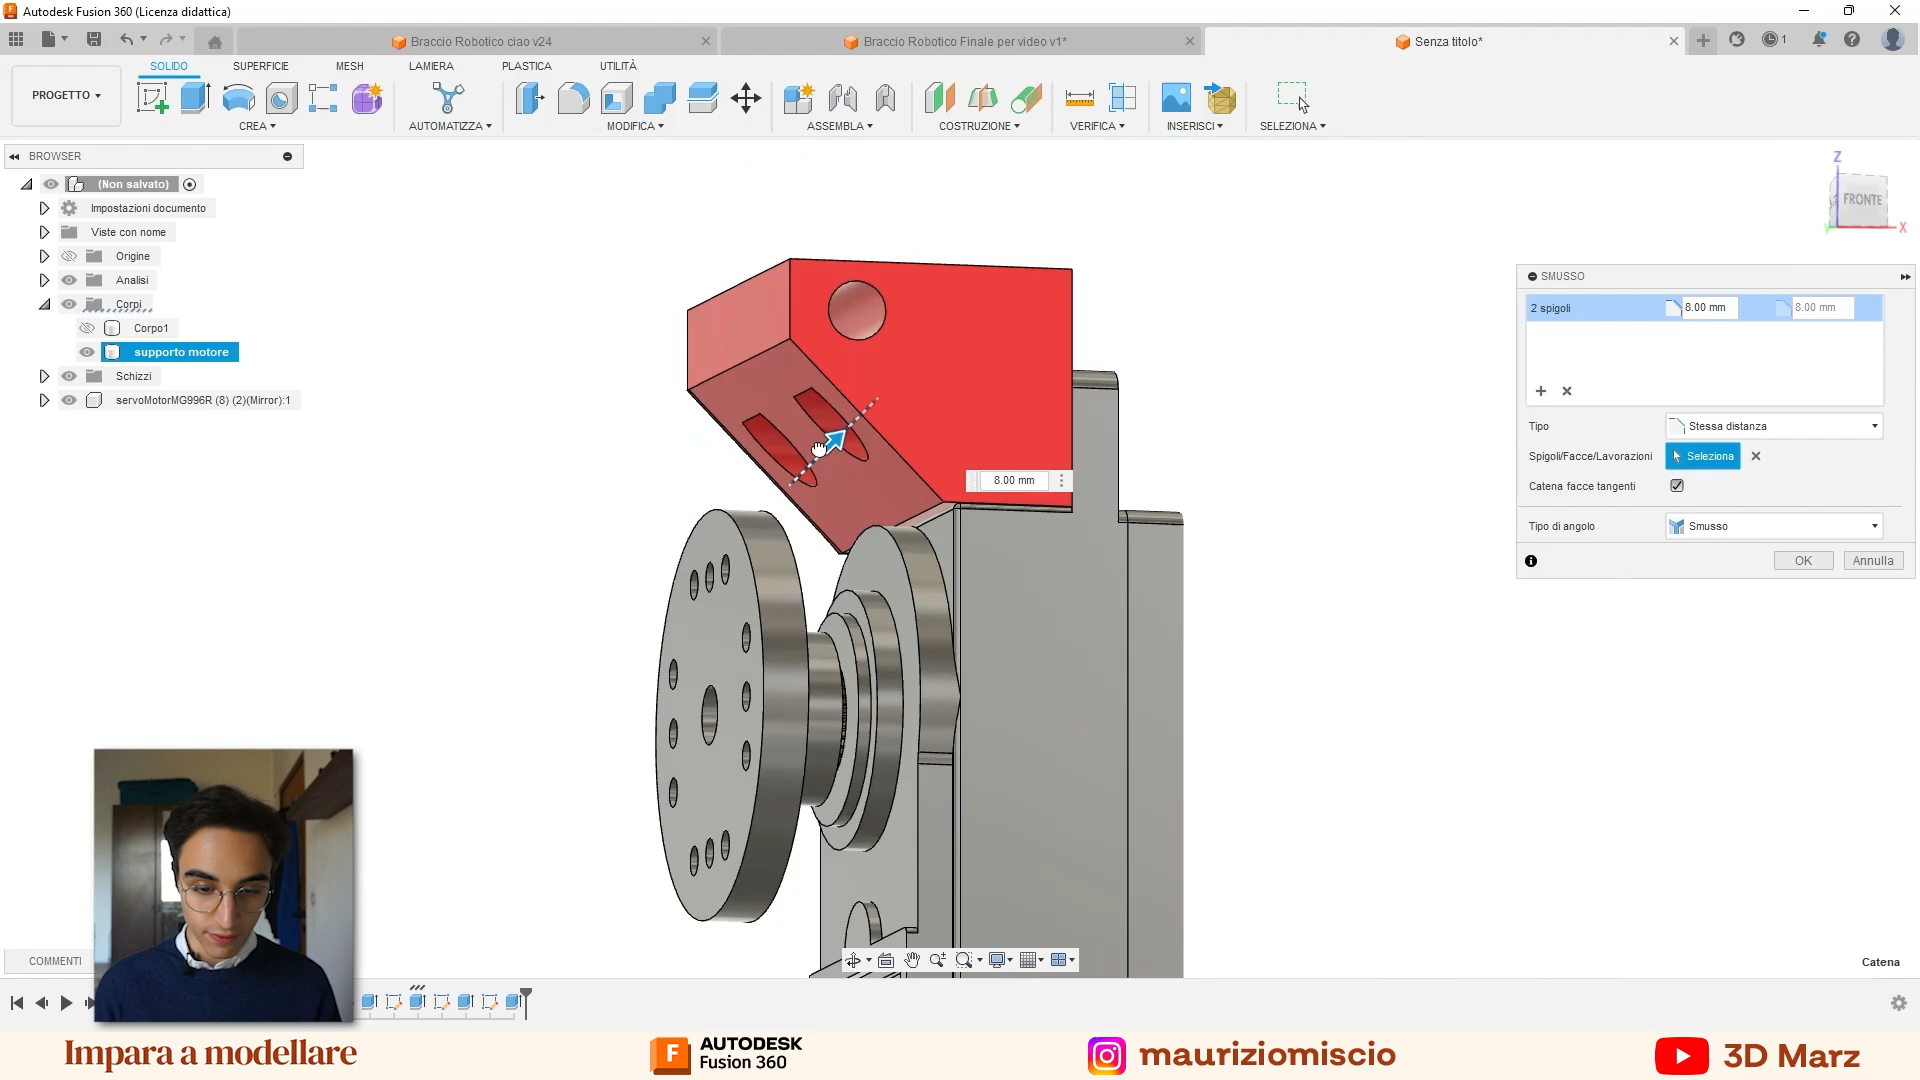 Autodesk Fusion 360 (Licenza didattica)
Braccio Robotico ciao v24
Braccio Robotico Finale per video v1*
Senza titolo*
1
PROGETTO
SOLIDO
SUPERFICIE
MESH
LAMIERA
PLASTICA
UTILITÀ
CREA
AUTOMATIZZA
MODIFICA
ASSEMBLA
COSTRUZIONE
VERIFICA
INSERISCI
SELEZIONA
BROWSER
(Non salvato)
Impostazioni documento
Viste con nome
Origine
Analisi
Corpi
Corpo1
supporto motore
Schizzi
servoMotorMG996R (8) (2)(Mirror):1
Z
FRONTE
X
Y
SMUSSO
2 spigoli
8.00 mm
8.00 mm
Tipo
Stessa distanza
Spigoli/Facce/Lavorazioni
Seleziona
Catena facce tangenti
Tipo di angolo
Smusso
OK
Annulla
8.00 mm
COMMENTI
Catena
Impara a modellare
F
AUTODESK
Fusion 360
mauriziomiscio
3D Marz